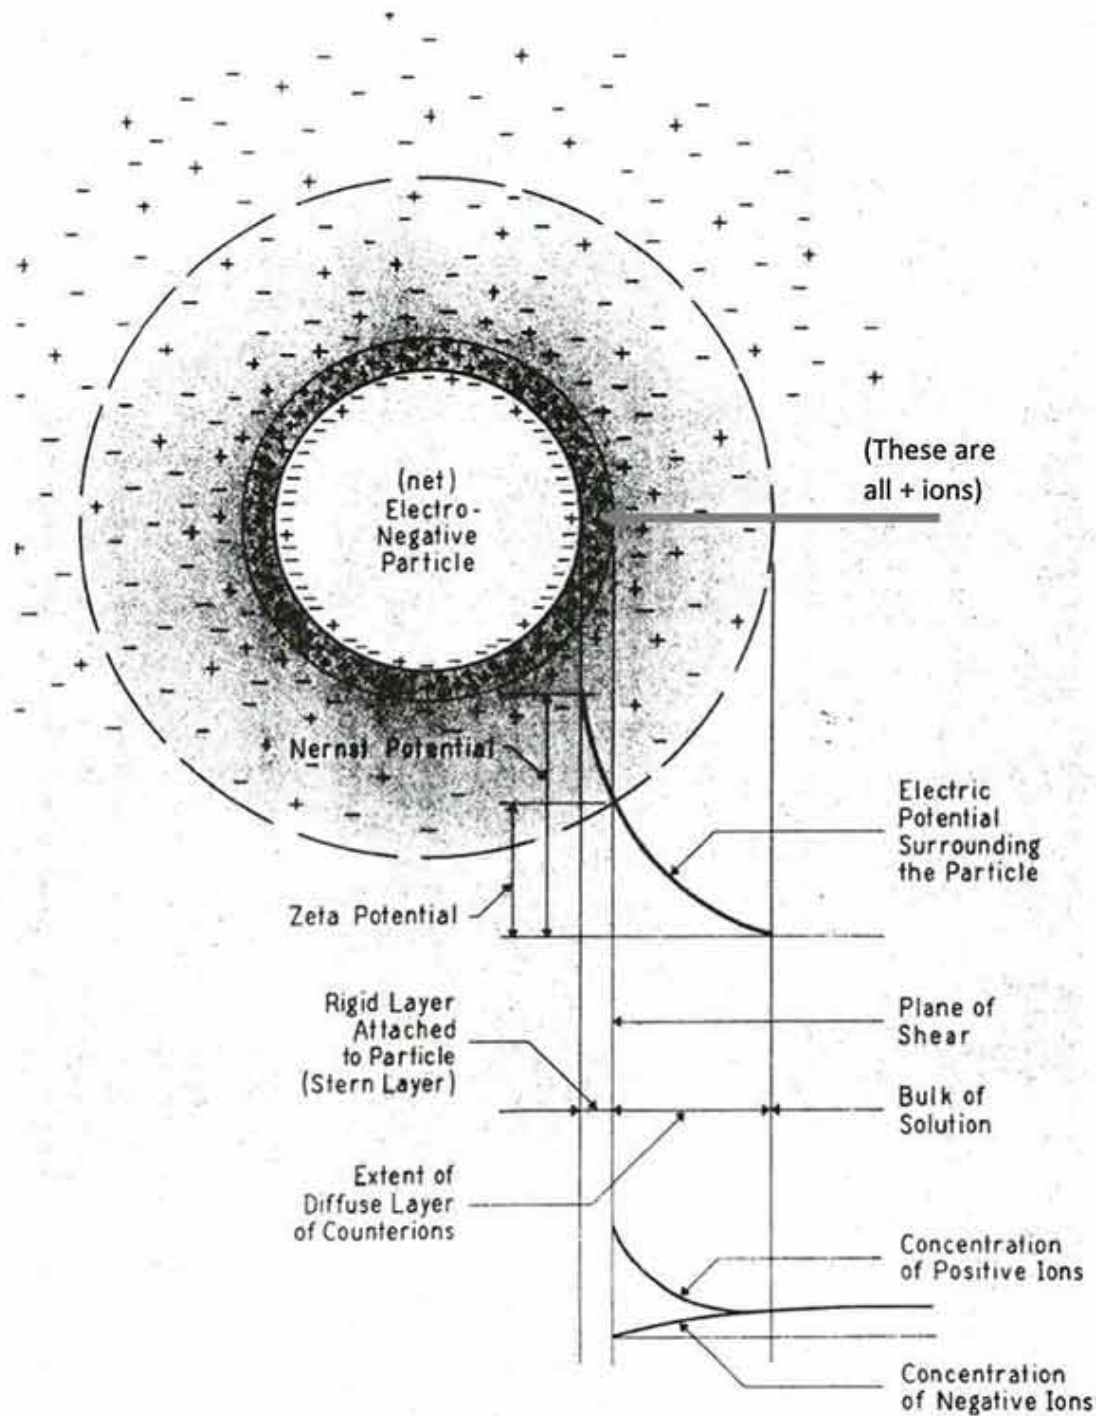 (These are
all + ions)
(net)
Electro-
Negative
Particle
Nernst Potential
Zeta Potential
Electric
Potential
Surrounding
the Particle
Rigid Layer
Attached
to Particle
(Stern Layer)
Plane of
Shear
Bulk of
Solution
Extent of
Diffuse Layer
of Counterions
Concentration
of Positive Ions
Concentration
of Negative Ions